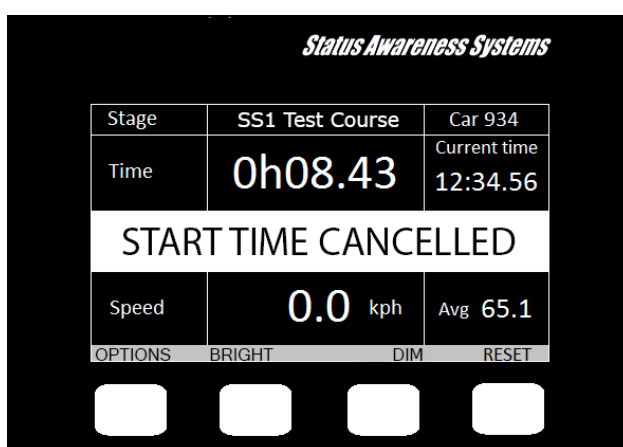 Status Awareness Systems
Stage SS1 Test Course Car 934
Time 0h08.43 Current time 12:34.56
START TIME CANCELLED
Speed 0.0 kph Avg 65.1
OPTIONS BRIGHT DIM RESET